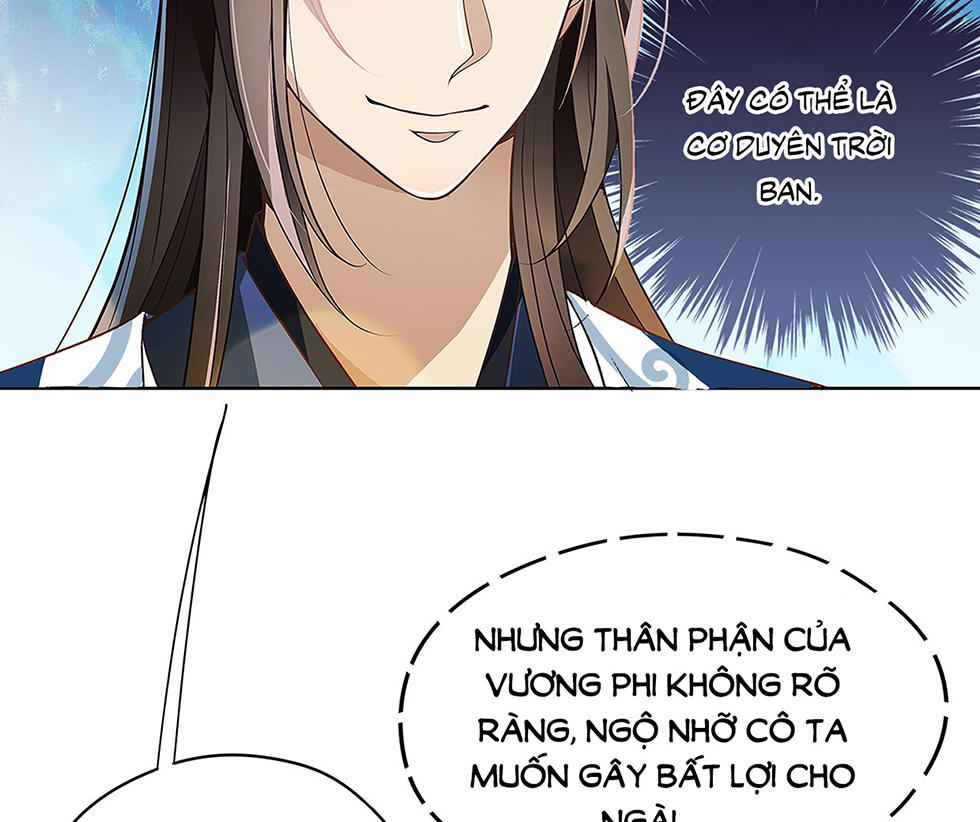 ĐÂY CÓ THỂ LÀ
CƠ DUYÊN TRỜI
BAN.
NHƯNG THÂN PHẬN CỦA
VƯƠNG PHI KHÔNG RÕ
RÀNG, NGỘ NHỠ CÔ TA
MUỐN GÂY BẤT LỢI CHO
NGÀI